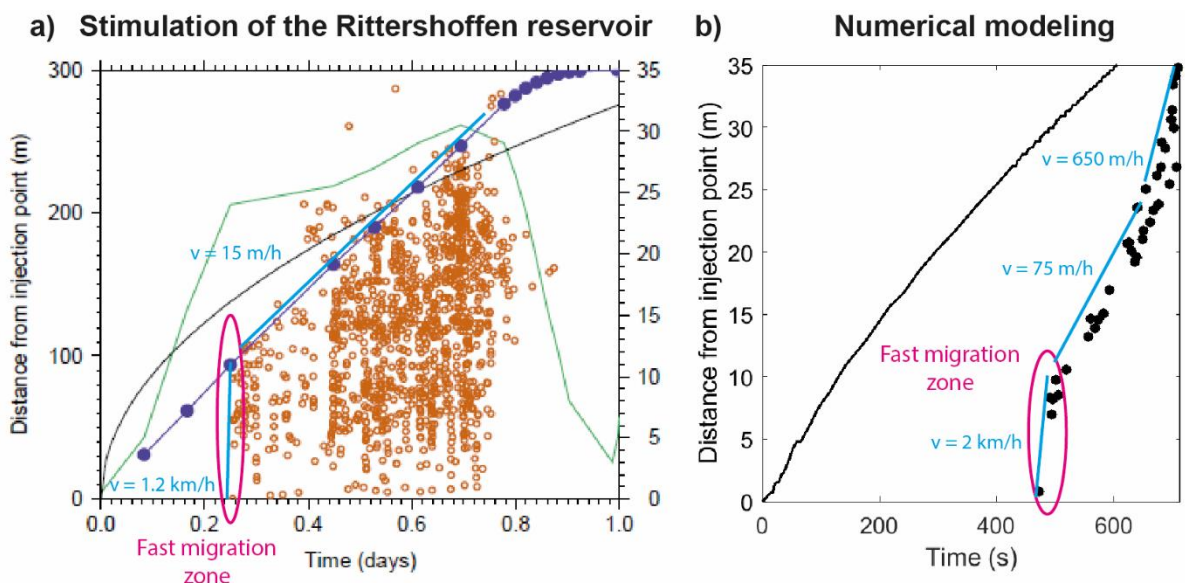 a) Stimulation of the Rittershoffen reservoir
300
200
100
0
Distance from injection point (m)
35
30
25
20
15
10
5
0
v = 15 m/h
v = 1.2 km/h
0.0 0.2 0.4 0.6 0.8 1.0
Time (days)
Fast migration
zone
b) Numerical modeling
35
30
25
20
15
10
5
0
Distance from injection point (m)
v = 650 m/h
v = 75 m/h
Fast migration
zone
v = 2 km/h
0 200 400 600
Time (s)